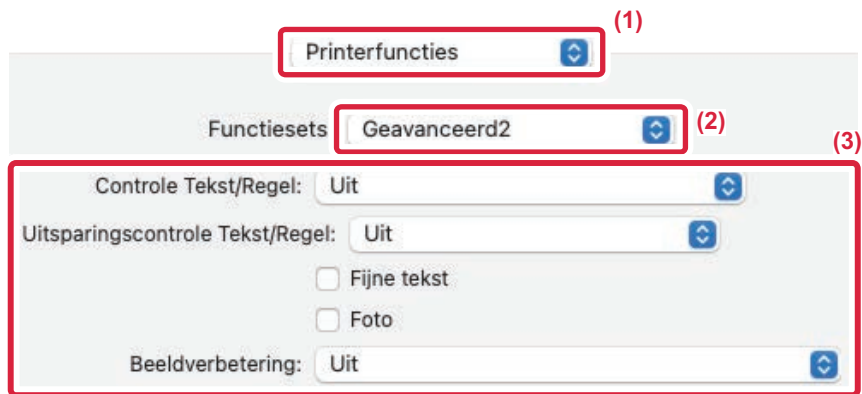 (1)
Printerfuncties
Functiesets Geavanceerd2 (2)
(3)
Controle Tekst/Regel: Uit
Uitsparingscontrole Tekst/Regel: Uit
Fijne tekst
Foto
Beeldverbetering: Uit